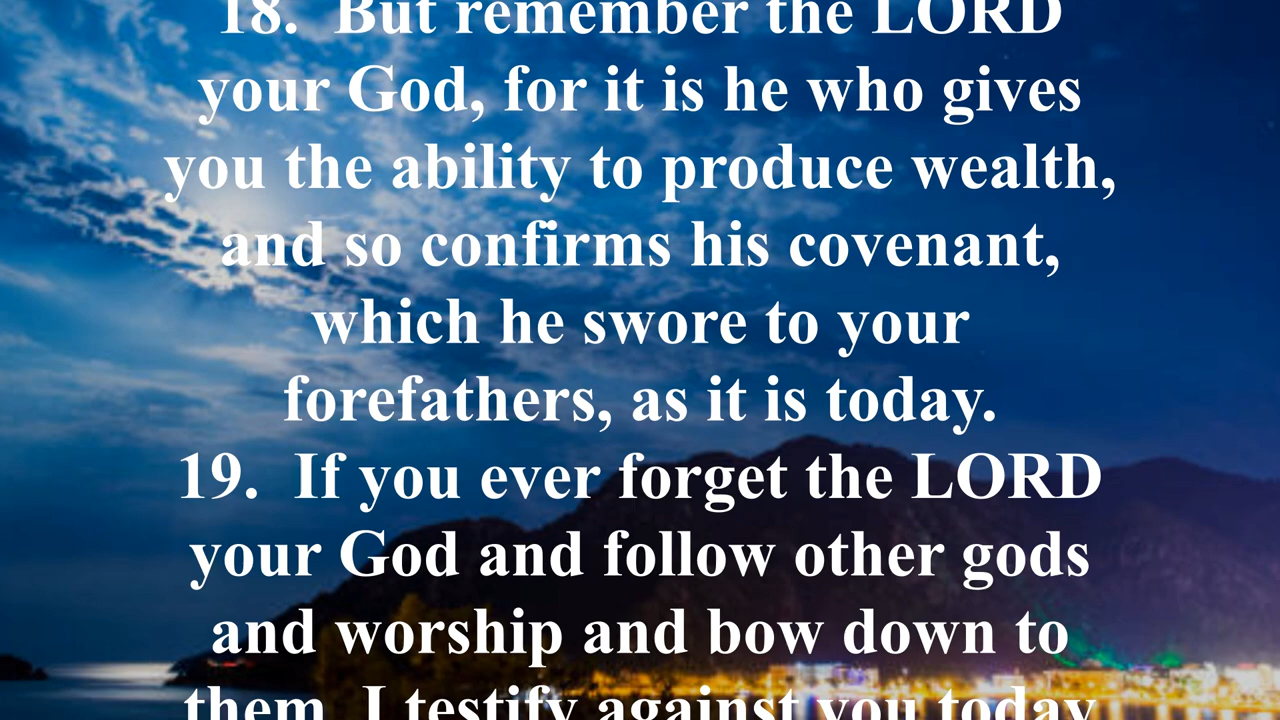 18.  But remember the LORD
your God, for it is he who gives
you the ability to produce wealth,
and so confirms his covenant,
which he swore to your
forefathers, as it is today.
19.  If you ever forget the LORD
your God and follow other gods
and worship and bow down to
them, I testify against you today